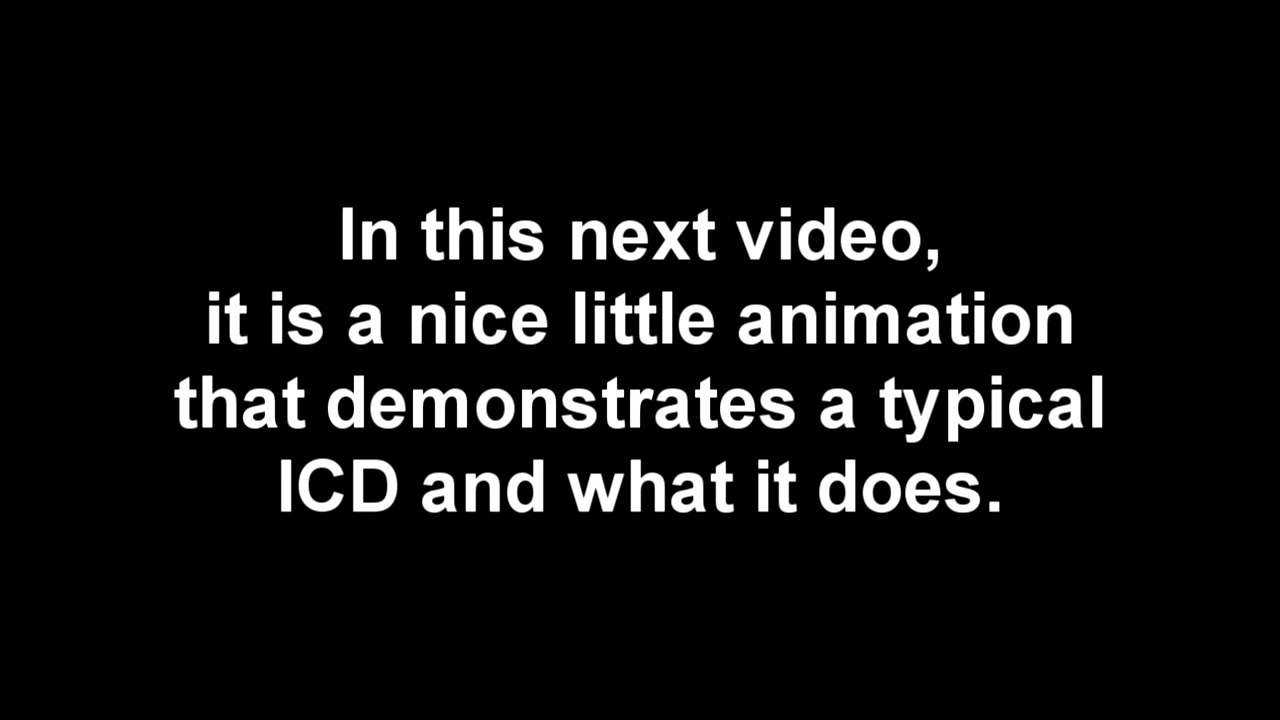 In this next video,
it is a nice little animation
that demonstrates a typical
ICD and what it does.